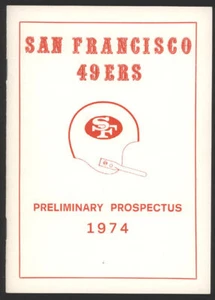 SAN FRANCISCO
49ERS
SF
PRELIMINARY PROSPECTUS
1974